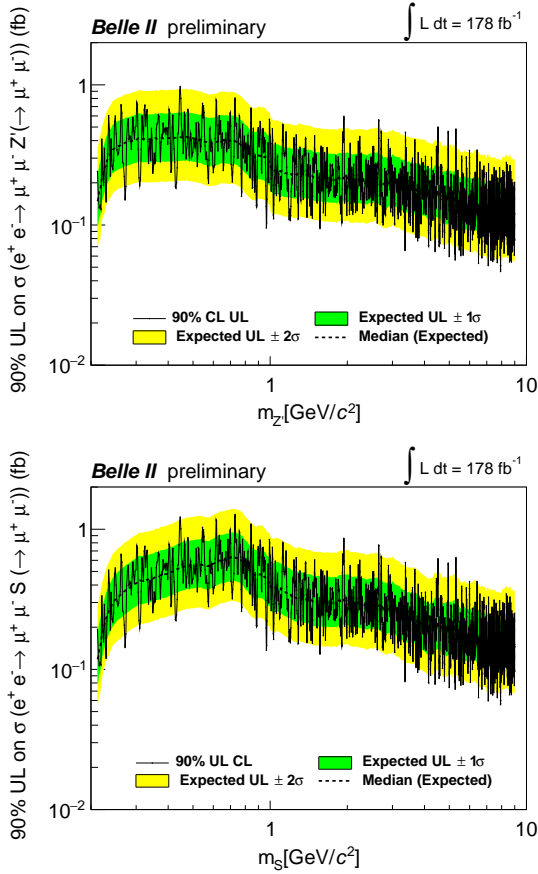 Belle II preliminary
∫ L dt = 178 fb⁻¹
90% UL on σ (e⁺ e⁻→ μ⁺ μ⁻ Z'(→ μ⁺ μ⁻)) (fb)
1
10⁻¹
90% CL UL
Expected UL ± 1σ
Expected UL ± 2σ
Median (Expected)
10⁻²
1
10
m_Z'[GeV/c²]
Belle II preliminary
∫ L dt = 178 fb⁻¹
90% UL on σ (e⁺ e⁻→ μ⁺ μ⁻ S (→ μ⁺ μ⁻)) (fb)
1
10⁻¹
90% UL CL
Expected UL ± 1σ
Expected UL ± 2σ
Median (Expected)
10⁻²
1
10
m_S[GeV/c²]